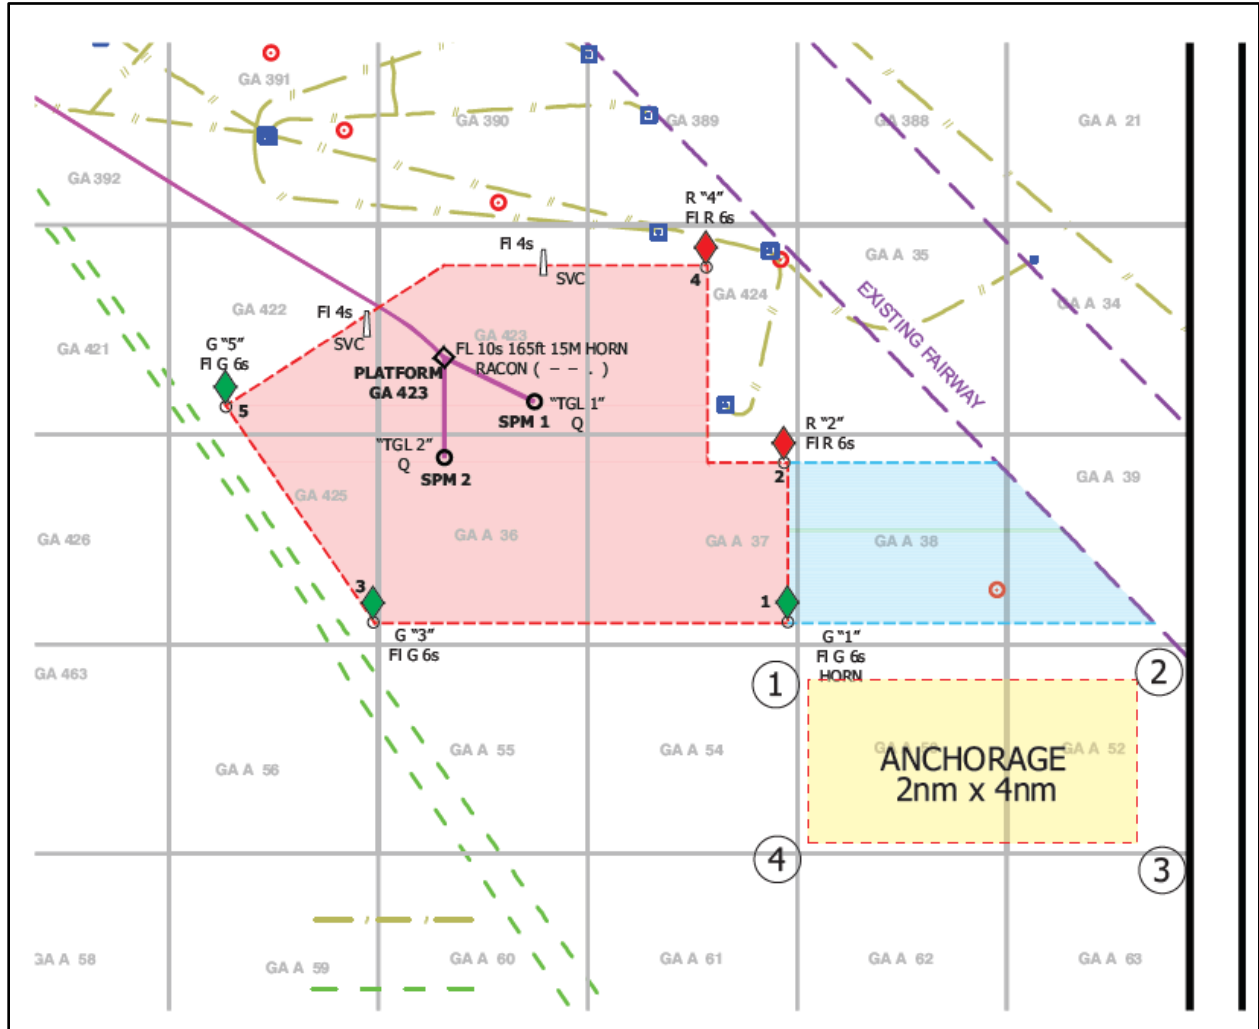 GA 391
GA 390
GA 389
GA 388
GA A 21
GA 392
R "4"
Fl R 6s
4
Fl 4s
SVC
GA 424
GA A 35
GA A 34
EXISTING FAIRWAY
GA 422
Fl 4s
SVC
GA 421
GA 423
FL 10s 165ft 15M HORN
RACON ( – – . )
PLATFORM
GA 423
G "5"
Fl G 6s
5
"TGL 1"
Q
SPM 1
"TGL 2"
Q
SPM 2
R "2"
Fl R 6s
2
GA 425
GA A 39
GA 426
GA A 36
GA A 37
GA A 38
3
1
G "3"
Fl G 6s
G "1"
Fl G 6s
HORN
GA 463
1
2
GA A 56
GA A 55
GA A 54
GA A 52
ANCHORAGE
2nm x 4nm
4
3
GA A 58
GA A 59
GA A 60
GA A 61
GA A 62
GA A 63